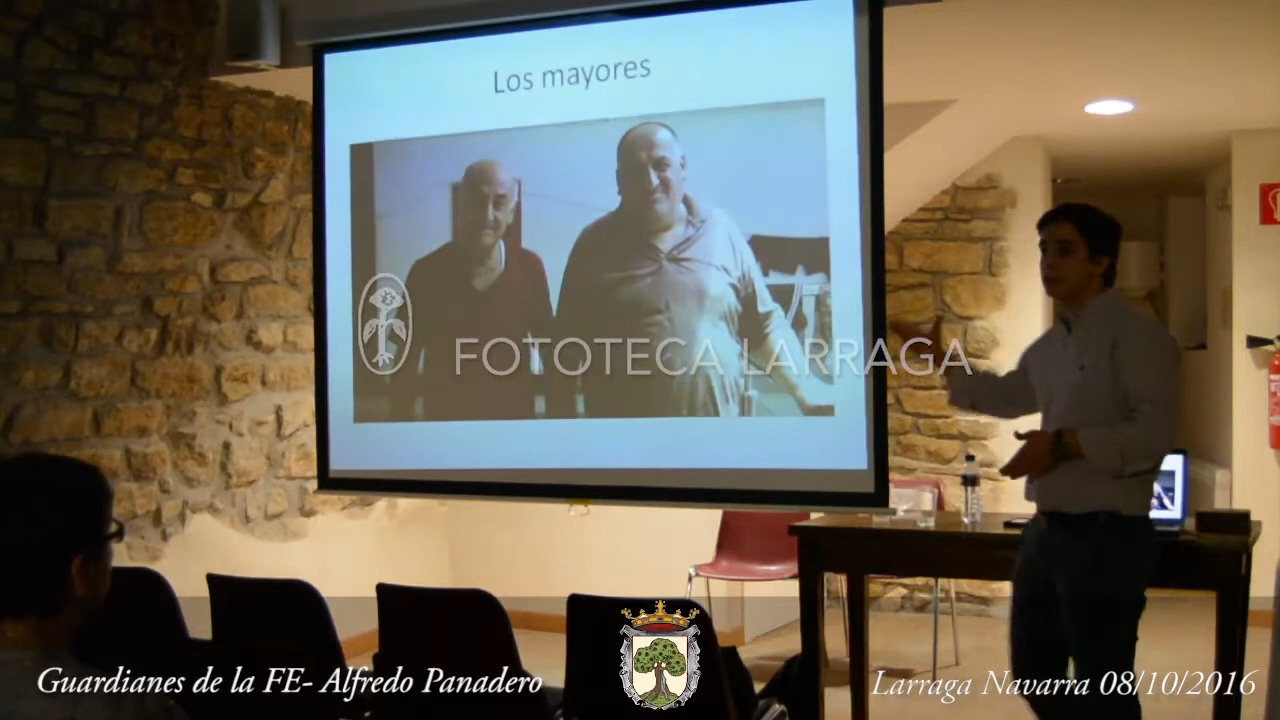 Los mayores
FOTOTECA LARRAGA
Guardianes de la FE- Alfredo Panadero
Larraga Navarra 08/10/2016